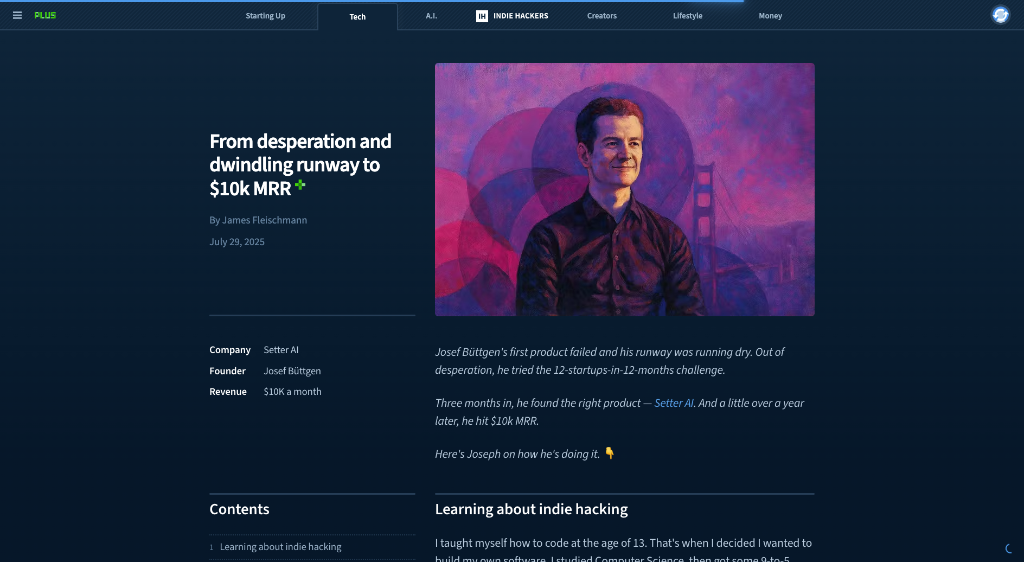 PLUS
Starting Up
Tech
A.I.
IH INDIE HACKERS
Creators
Lifestyle
Money
From desperation and
dwindling runway to
$10k MRR
By James Fleischmann
July 29, 2025
Company Setter AI
Founder Josef Büttgen
Revenue $10K a month
Josef Büttgen's first product failed and his runway was running dry. Out of
desperation, he tried the 12-startups-in-12-months challenge.
Three months in, he found the right product — Setter AI. And a little over a year
later, he hit $10k MRR.
Here's Joseph on how he's doing it. 👇
Contents
1 Learning about indie hacking
Learning about indie hacking
I taught myself how to code at the age of 13. That's when I decided I wanted to
build my own software. I studied Computer Science, then got some 9-to-5